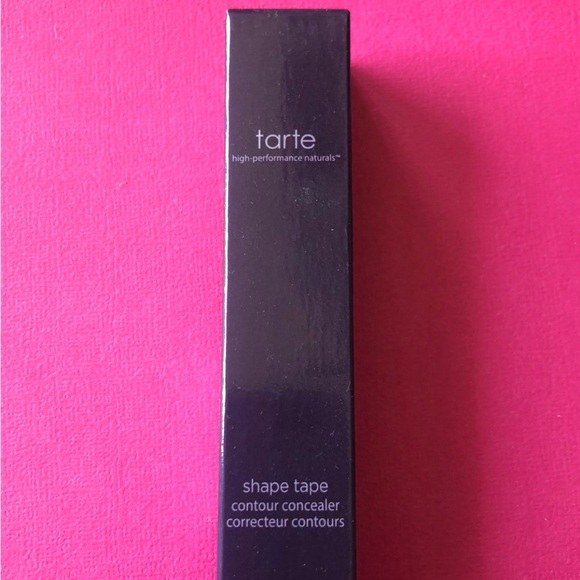 tarte
high-performance naturals™
shape tape
contour concealer
correcteur contours